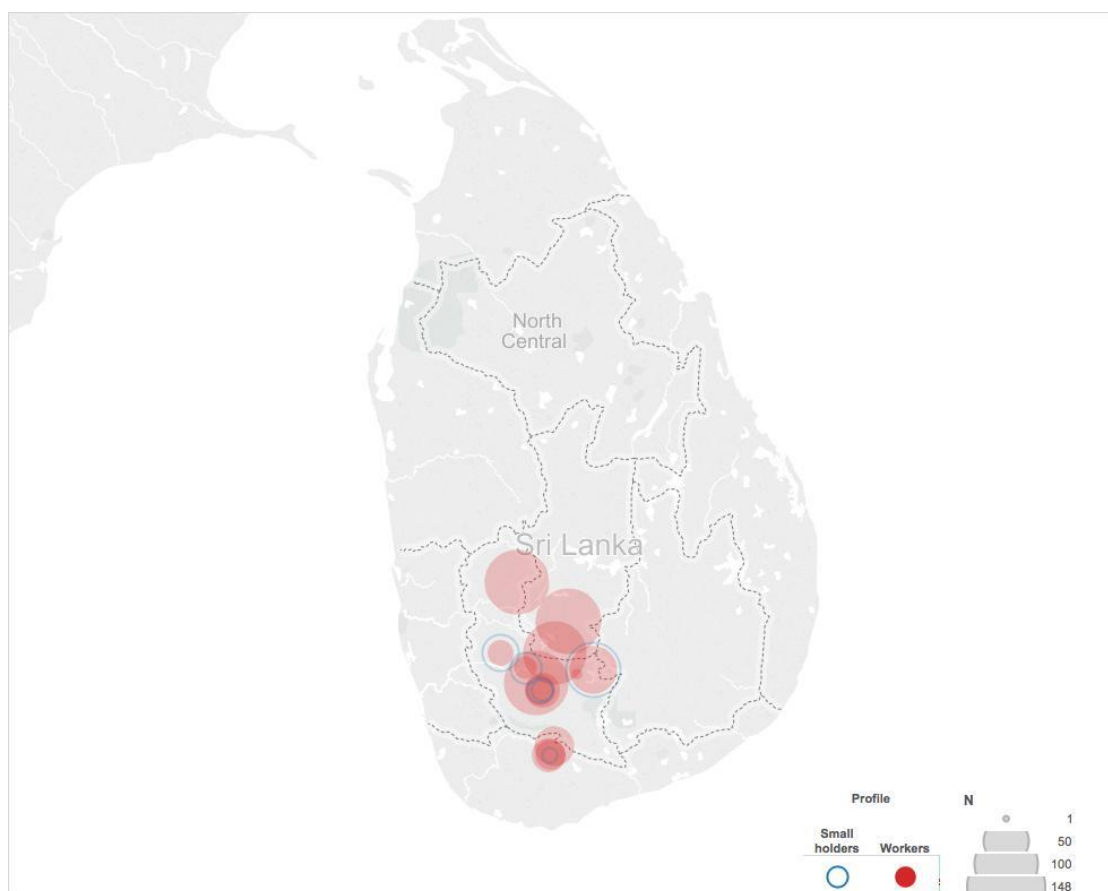 North
Central
Sri Lanka
Profile
N
Small
holders
Workers
1
50
100
148